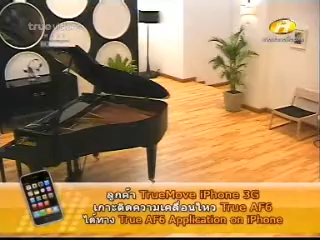 truevisions
ลูกค้า TrueMove iPhone 3G
เกาะติดความเคลื่อนไหว True AF6
ได้ทาง True AF6 Application on iPhone